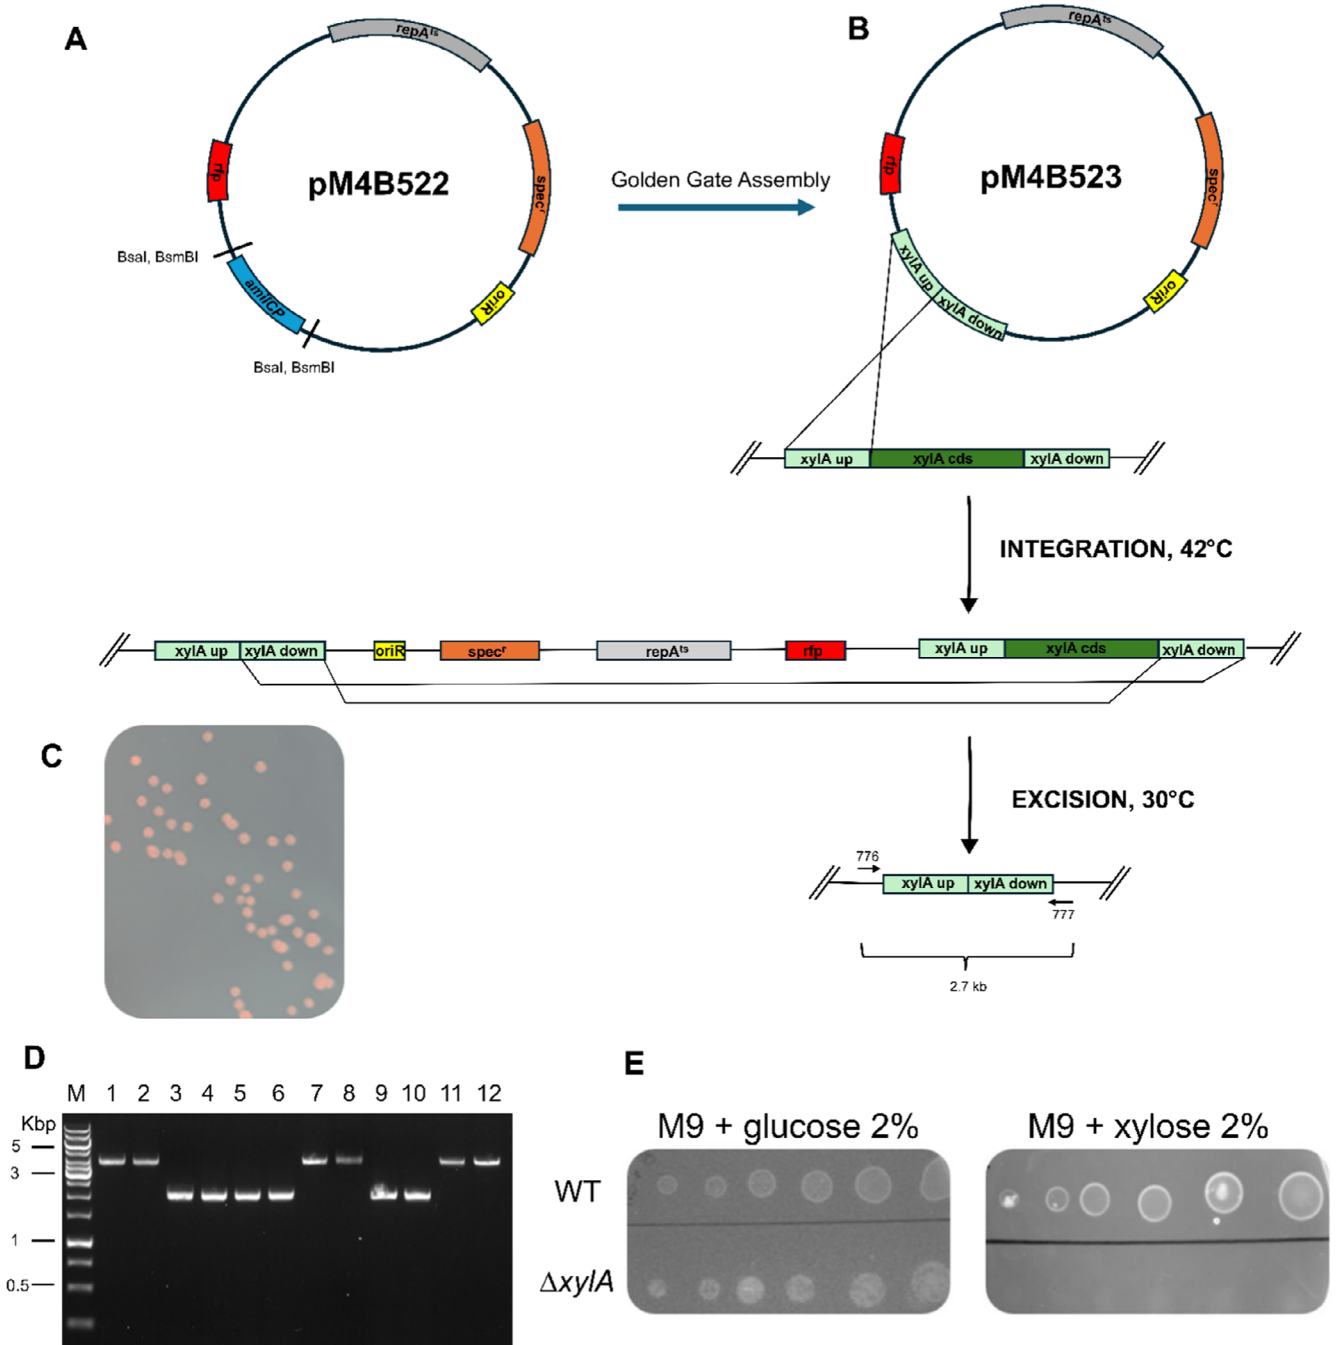 A
B
repAᵗˢ
repAᵗˢ
rfp
pM4B522
specʳ
Golden Gate Assembly
rfp
pM4B523
specʳ
BsaI, BsmBI
amilCP
oriR
BsaI, BsmBI
xylA up
xylA down
oriR
xylA up
xylA cds
xylA down
INTEGRATION, 42°C
xylA up
xylA down
oriR
specʳ
repAᵗˢ
rfp
xylA up
xylA cds
xylA down
C
EXCISION, 30°C
776
xylA up
xylA down
777
2.7 kb
D
M 1 2 3 4 5 6 7 8 9 10 11 12
Kbp
5
3
1
0.5
E
M9 + glucose 2%
M9 + xylose 2%
WT
ΔxylA